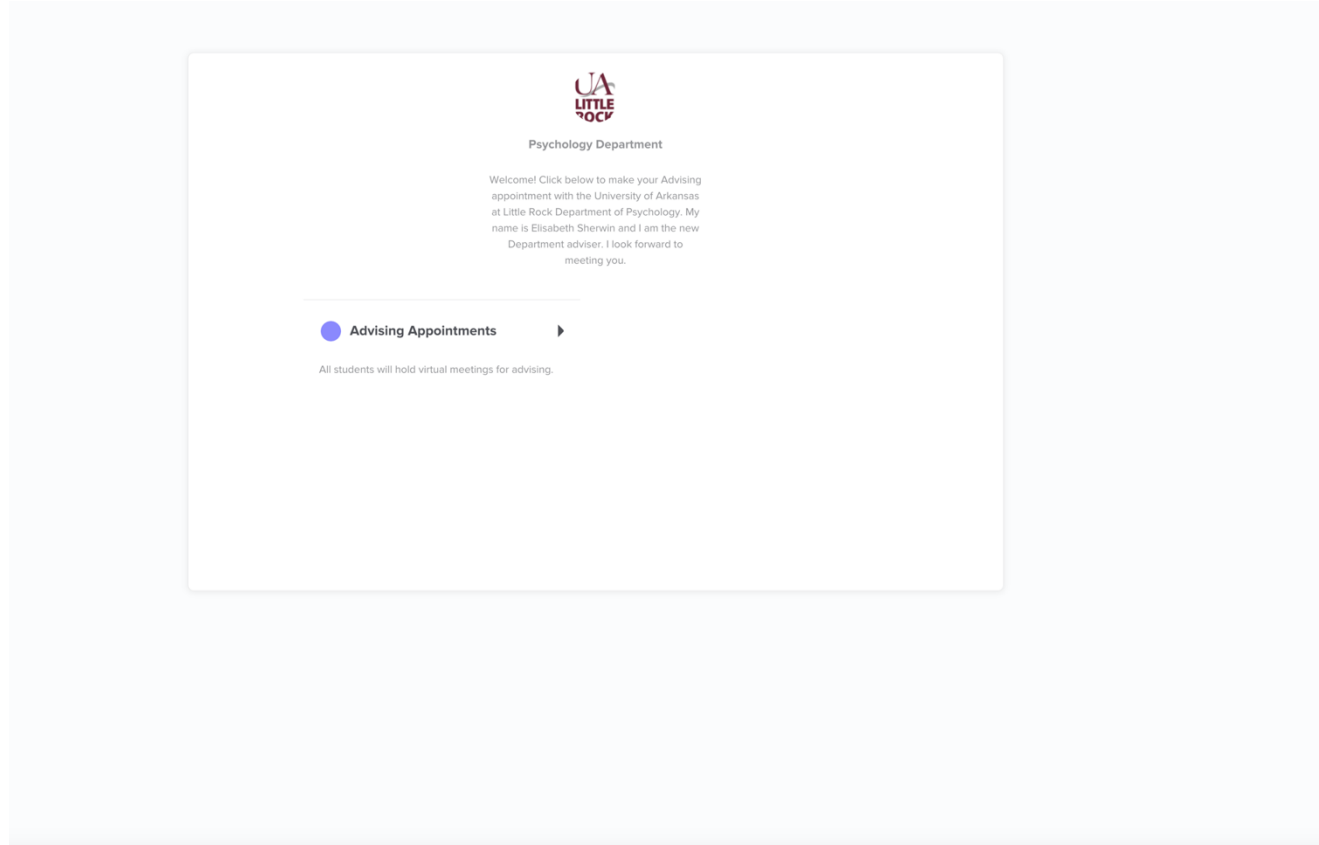 UA
LITTLE
ROCK
Psychology Department
Welcome! Click below to make your Advising
appointment with the University of Arkansas
at Little Rock Department of Psychology. My
name is Elisabeth Sherwin and I am the new
Department adviser. I look forward to
meeting you.
Advising Appointments
All students will hold virtual meetings for advising.